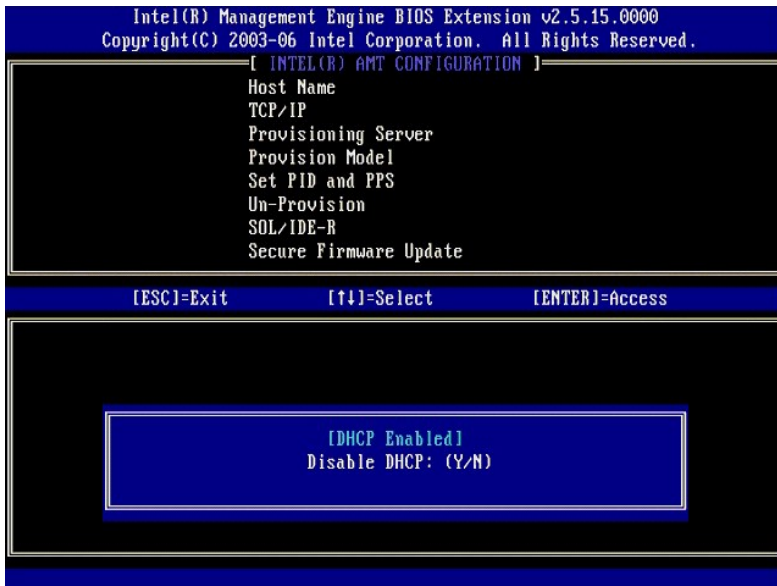 Intel(R) Management Engine BIOS Extension v2.5.15.0000
Copyright(C) 2003-06 Intel Corporation. All Rights Reserved.
[ INTEL(R) AMT CONFIGURATION ]
Host Name
TCP/IP
Provisioning Server
Provision Model
Set PID and PPS
Un-Provision
SOL/IDE-R
Secure Firmware Update
[ESC]=Exit [↑↓]=Select [ENTER]=Access
[DHCP Enabled]
Disable DHCP: (Y/N)